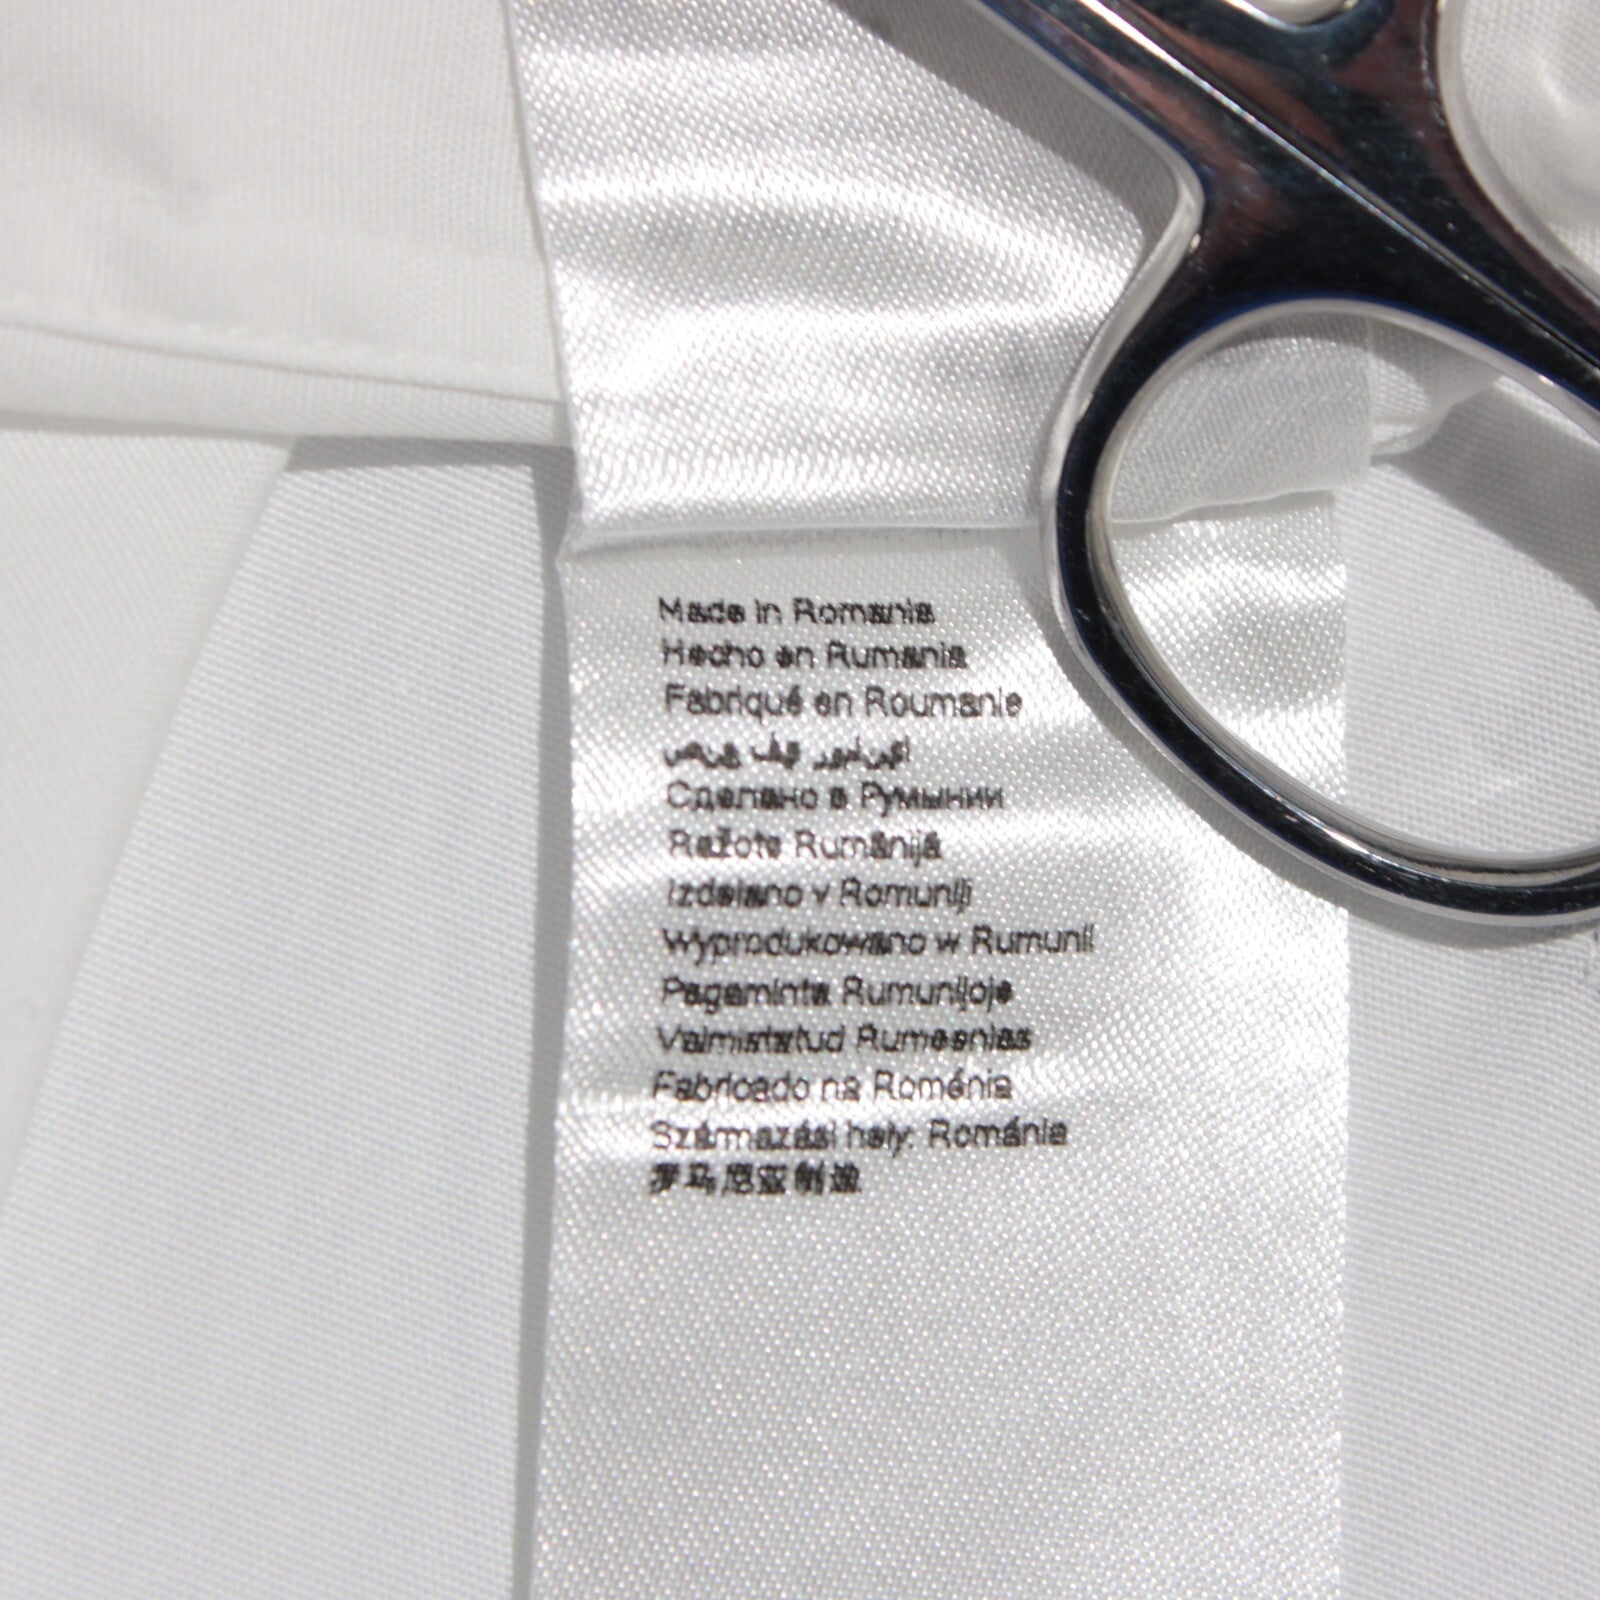 Made in Romania
Hecho en Rumania
Fabriqué en Roumanie
Сделано в Румынии
Ražots Rumānijā
Izdelano v Romuniji
Wyprodukowano w Rumunii
Pagaminta Rumunijoje
Valmistatud Rumeenias
Fabricado na Roménia
Származási hely: Románia
罗马尼亚制造